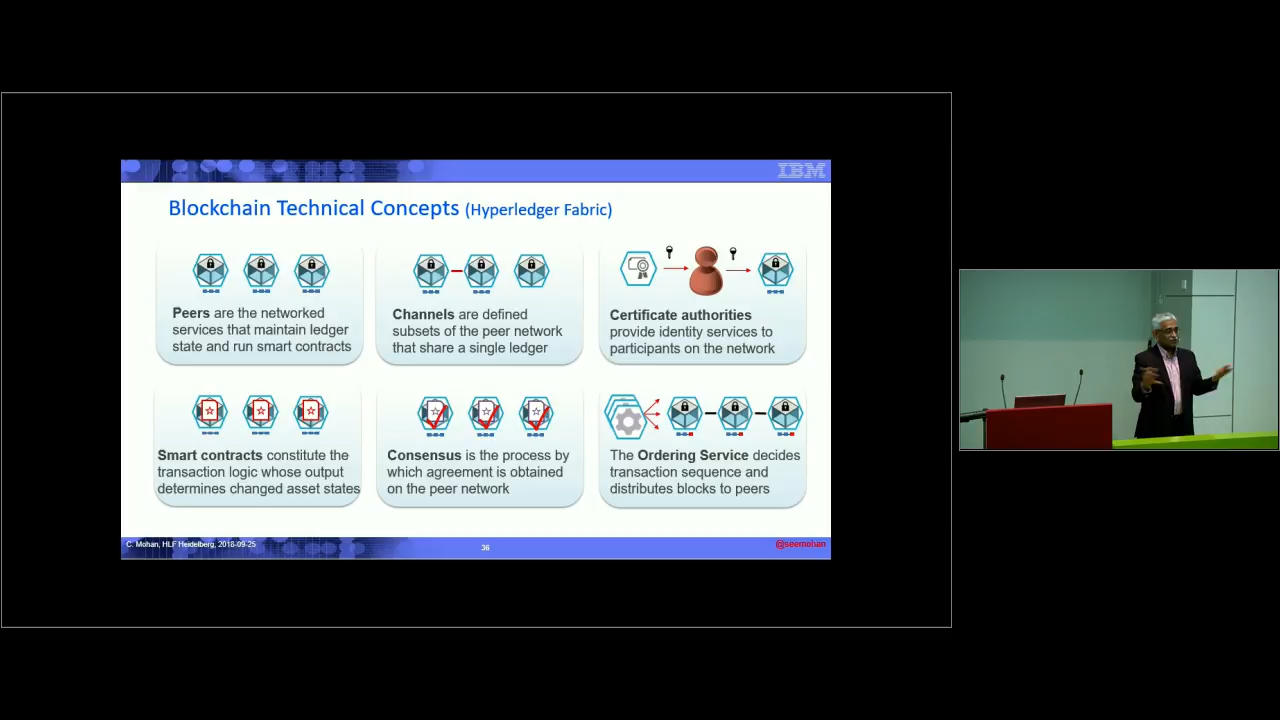 IBM
Blockchain Technical Concepts (Hyperledger Fabric)
Peers are the networked
services that maintain ledger
state and run smart contracts
Channels are defined
subsets of the peer network
that share a single ledger
Certificate authorities
provide identity services to
participants on the network
Smart contracts constitute the
transaction logic whose output
determines changed asset states
Consensus is the process by
which agreement is obtained
on the peer network
The Ordering Service decides
transaction sequence and
distributes blocks to peers
C. Mohan, HLF Heidelberg, 2018-09-25
36
@seemohan